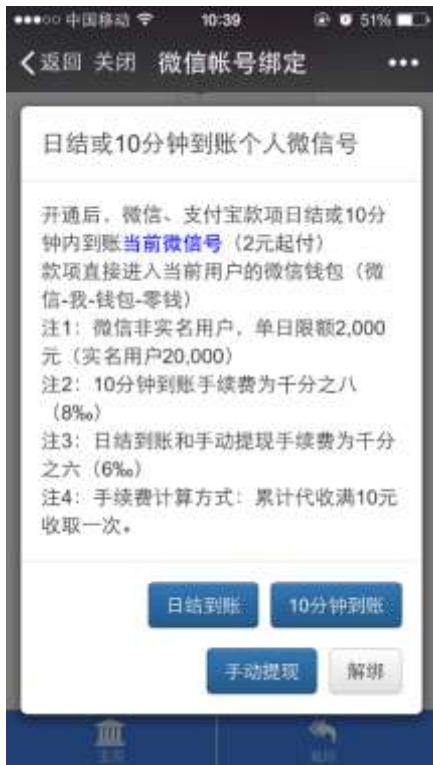 中国移动 10:39 51%
返回 关闭 微信帐号绑定
日结或10分钟到账个人微信号
开通后，微信、支付宝款项日结或10分
钟内到账当前微信号（2元起付）
款项直接进入当前用户的微信钱包（微
信-我-钱包-零钱）
注1：微信非实名用户，单日限额2,000
元（实名用户20,000）
注2：10分钟到账手续费为千分之八
（8‰）
注3：日结到账和手动提现手续费为千分
之六（6‰）
注4：手续费计算方式：累计代收满10元
收取一次。
日结到账 10分钟到账
手动提现 解绑